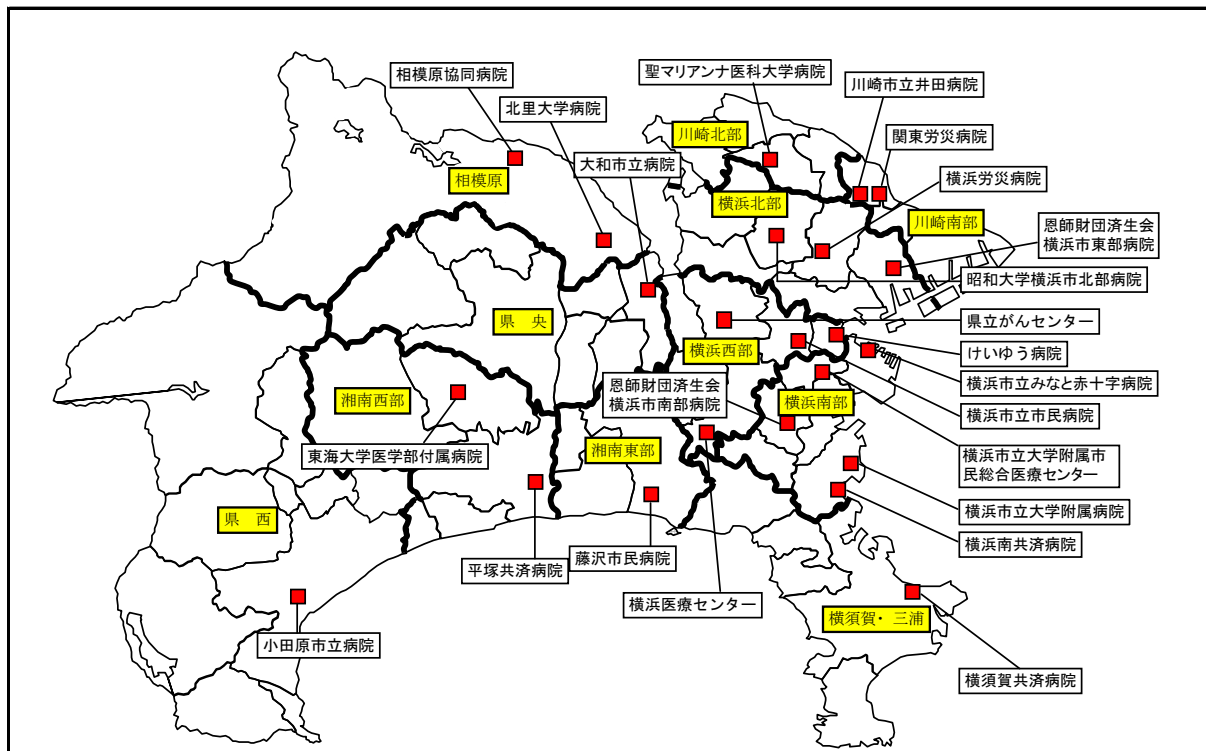 相模原協同病院
聖マリアンナ医科大学病院
川崎市立井田病院
北里大学病院
川崎北部
関東労災病院
大和市立病院
相模原
横浜労災病院
横浜北部
川崎南部
恩師財団済生会
横浜市東部病院
昭和大学横浜市北部病院
県　央
県立がんセンター
横浜西部
けいゆう病院
恩師財団済生会
横浜市南部病院
横浜市立みなと赤十字病院
湘南西部
横浜南部
横浜市立市民病院
東海大学医学部付属病院
湘南東部
横浜市立大学附属市
民総合医療センター
県　西
横浜市立大学附属病院
横浜南共済病院
平塚共済病院
藤沢市民病院
横浜医療センター
横須賀・三浦
小田原市立病院
横須賀共済病院